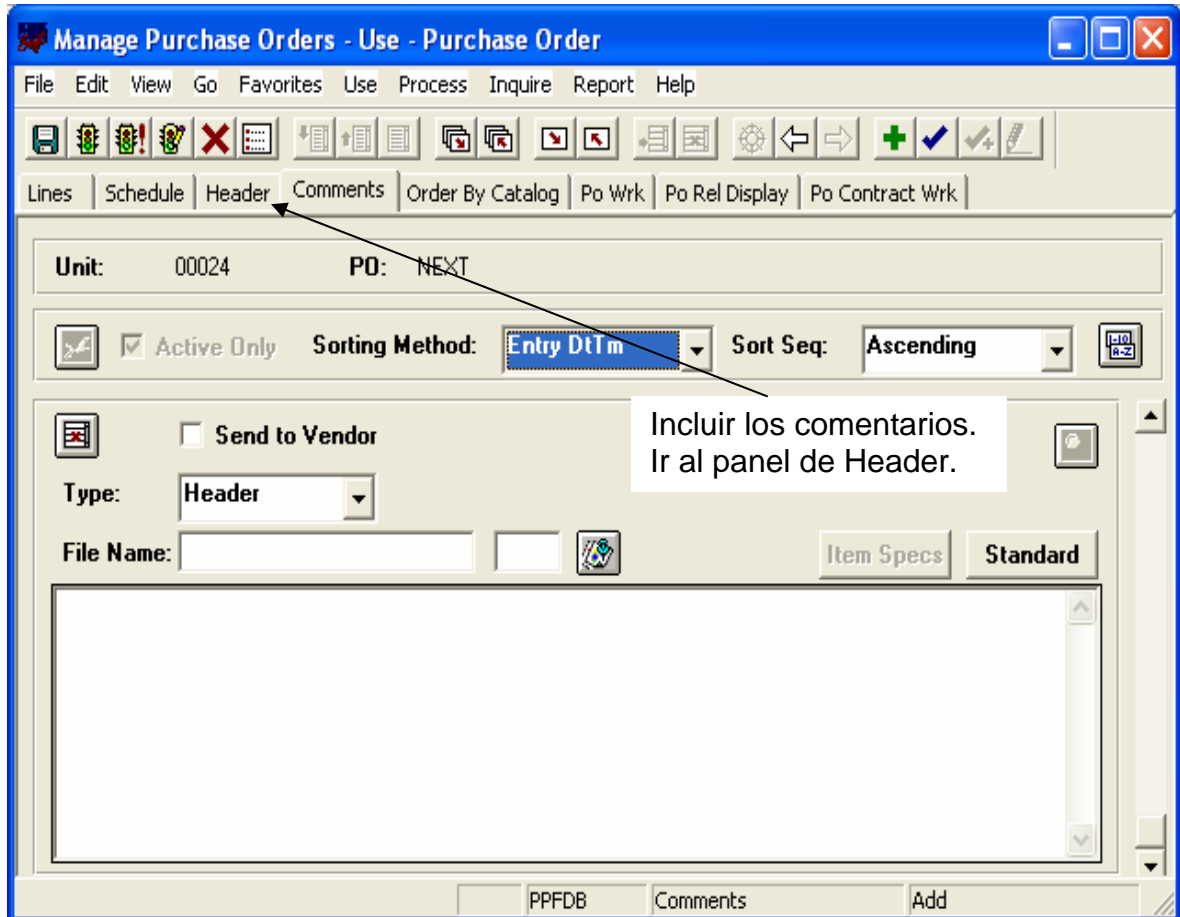 Manage Purchase Orders - Use - Purchase Order
File Edit View Go Favorites Use Process Inquire Report Help
Lines Schedule Header Comments Order By Catalog Po Wrk Po Rel Display Po Contract Wrk
Unit: 00024 PO: NEXT
Active Only Sorting Method: Entry DtTm Sort Seq: Ascending
Incluir los comentarios.
Ir al panel de Header.
Send to Vendor
Type: Header
File Name: Item Specs Standard
PPFDB Comments Add